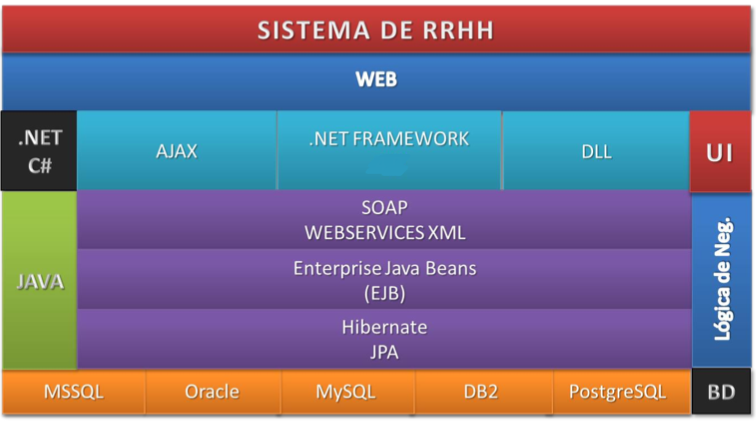 SISTEMA DE RRHH
WEB
.NET
C#
AJAX
.NET FRAMEWORK
DLL
UI
JAVA
SOAP
WEBSERVICES XML
Enterprise Java Beans
(EJB)
Hibernate
JPA
Lógica de Neg.
MSSQL
Oracle
MySQL
DB2
PostgreSQL
BD